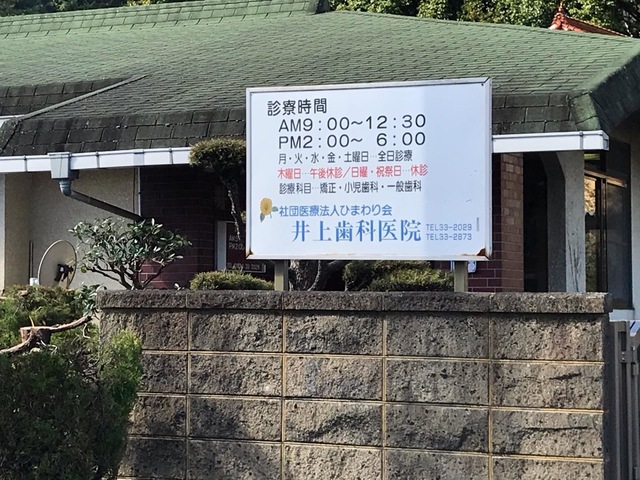 診寮時間
AM9:00〜12:30
PM2:00〜 6:00
月・火・水・金・土曜日…全日診療
木曜日…午後休診/日曜・祝祭日…休診
診療科目…矯正・小児歯科・一般歯科
社団医療法人ひまわり会
井上歯科医院
TEL33-2029
TEL33-2873